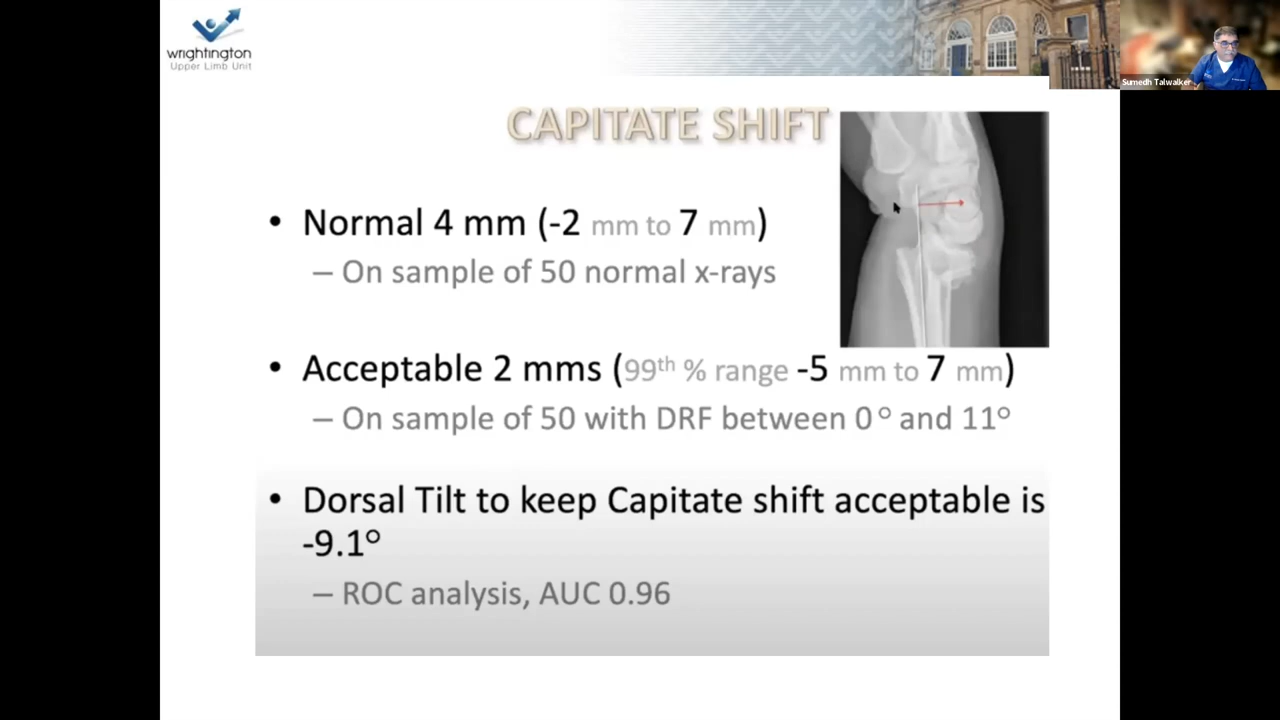 wrightington
Upper Limb Unit
Sumedh Talwalker
CAPITATE SHIFT
• Normal 4 mm (-2 mm to 7 mm)
– On sample of 50 normal x-rays
• Acceptable 2 mms (99th % range -5 mm to 7 mm)
– On sample of 50 with DRF between 0° and 11°
• Dorsal Tilt to keep Capitate shift acceptable is
-9.1°
– ROC analysis, AUC 0.96